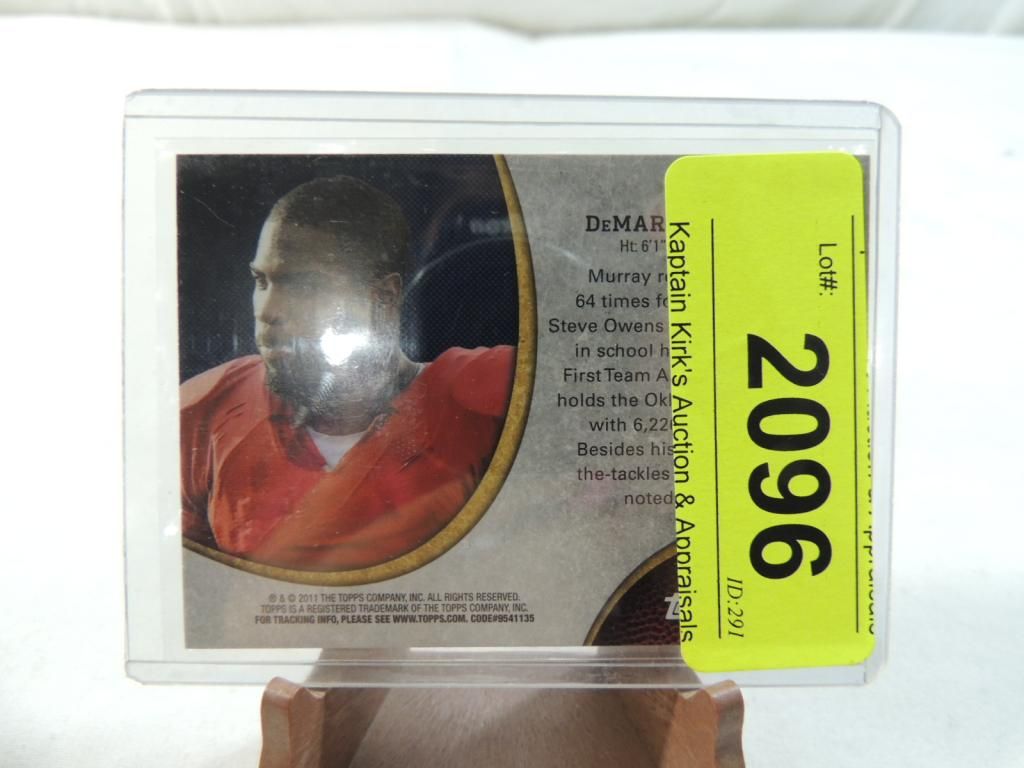 DEMAR
Ht: 6'1"
Murray r
64 times fo
Steve Owens
in school h
First Team A
holds the Okl
with 6,22
Besides his
the-tackles
noted
® & © 2011 THE TOPPS COMPANY, INC. ALL RIGHTS RESERVED.
TOPPS IS A REGISTERED TRADEMARK OF THE TOPPS COMPANY, INC.
FOR TRACKING INFO, PLEASE SEE WWW.TOPPS.COM. CODE#9541135
Kaptain Kirk's Auction & Appraisals
Lot#:
2096
ID:291